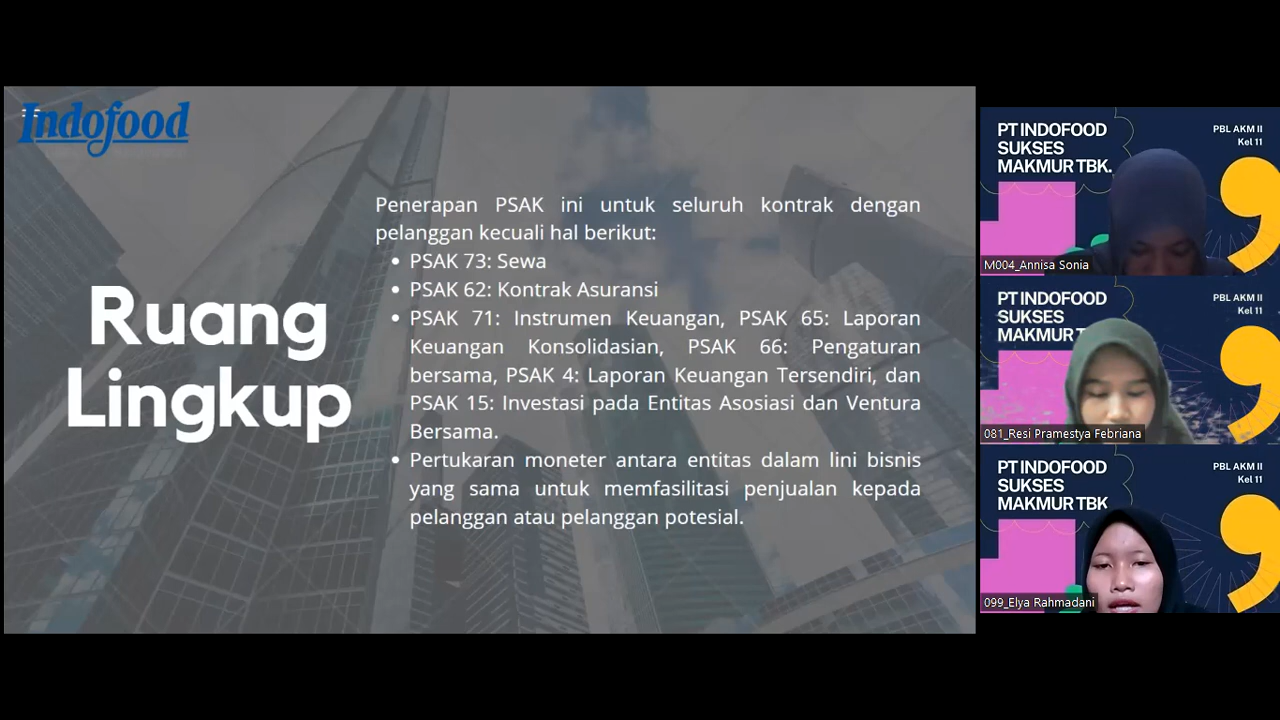 Indofood
Ruang
Lingkup
Penerapan PSAK ini untuk seluruh kontrak dengan
pelanggan kecuali hal berikut:
• PSAK 73: Sewa
• PSAK 62: Kontrak Asuransi
• PSAK 71: Instrumen Keuangan, PSAK 65: Laporan
Keuangan Konsolidasian, PSAK 66: Pengaturan
bersama, PSAK 4: Laporan Keuangan Tersendiri, dan
PSAK 15: Investasi pada Entitas Asosiasi dan Ventura
Bersama.
• Pertukaran moneter antara entitas dalam lini bisnis
yang sama untuk memfasilitasi penjualan kepada
pelanggan atau pelanggan potesial.
PT INDOFOOD
SUKSES
MAKMUR TBK.
PBL AKM II
Kel 11
M004_Annisa Sonia
PT INDOFOOD
SUKSES
MAKMUR T
PBL AKM II
Kel 11
081_Resi Pramestya Febriana
PT INDOFOOD
SUKSES
MAKMUR TBK
PBL AKM II
Kel 11
099_Elya Rahmadani